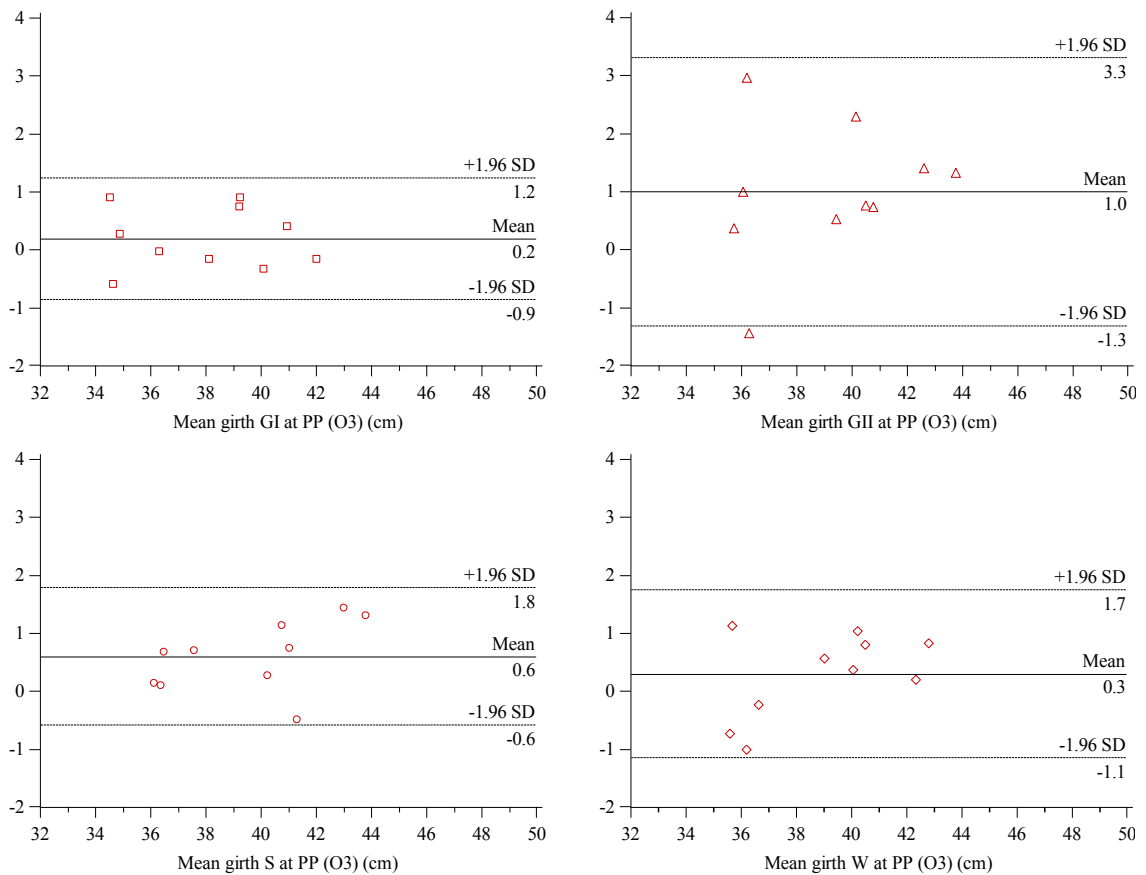 4
3
2
1
0
-1
-2
+1.96 SD
1.2
Mean
0.2
-1.96 SD
-0.9
32 34 36 38 40 42 44 46 48 50
Mean girth GI at PP (O3) (cm)
4
3
2
1
0
-1
-2
+1.96 SD
3.3
Mean
1.0
-1.96 SD
-1.3
32 34 36 38 40 42 44 46 48 50
Mean girth GII at PP (O3) (cm)
4
3
2
1
0
-1
-2
+1.96 SD
1.8
Mean
0.6
-1.96 SD
-0.6
32 34 36 38 40 42 44 46 48 50
Mean girth S at PP (O3) (cm)
4
3
2
1
0
-1
-2
+1.96 SD
1.7
Mean
0.3
-1.96 SD
-1.1
32 34 36 38 40 42 44 46 48 50
Mean girth W at PP (O3) (cm)